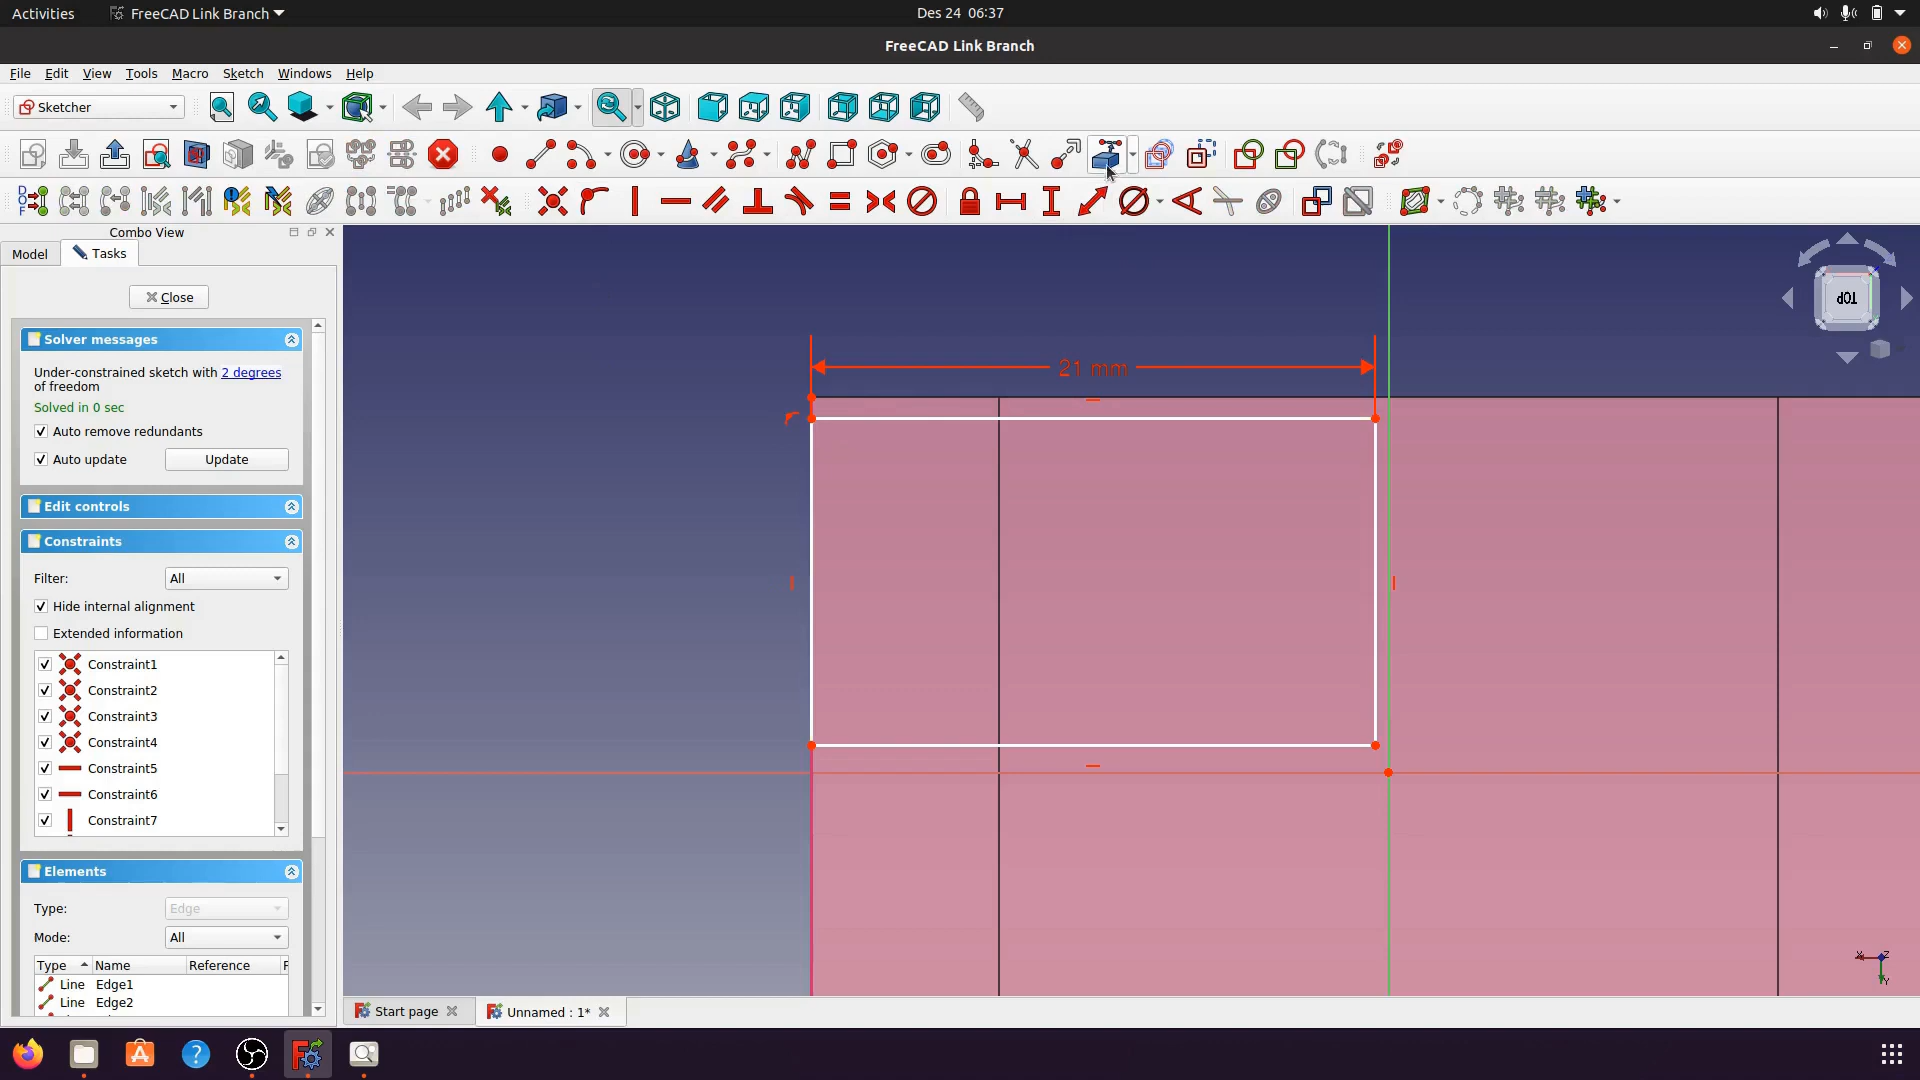 Activities
FreeCAD Link Branch
Des 24 06:37
FreeCAD Link Branch
File Edit View Tools Macro Sketch Windows Help
Sketcher
Combo View
Model
Tasks
Close
Solver messages
Under-constrained sketch with 2 degrees
of freedom
Solved in 0 sec
Auto remove redundants
Auto update
Update
Edit controls
Constraints
Filter:
All
Hide internal alignment
Extended information
Constraint1
Constraint2
Constraint3
Constraint4
Constraint5
Constraint6
Constraint7
Elements
Type:
Edge
Mode:
All
Type Name Reference F
Line Edge1
Line Edge2
21 mm
TOP
X Z
Y
Start page
Unnamed : 1*